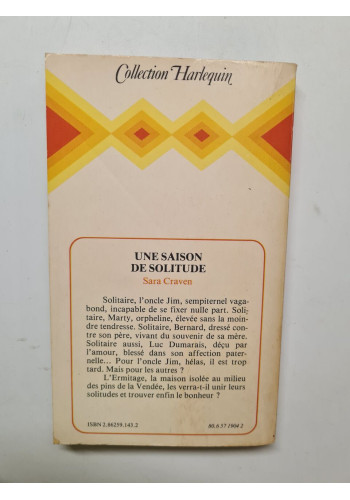 Collection Harlequin
UNE SAISON
DE SOLITUDE
Sara Craven
Solitaire, l'oncle Jim, sempiternel vaga-
bond, incapable de se fixer nulle part. Soli-
taire, Marty, orpheline, élevée sans la moin-
dre tendresse. Solitaire, Bernard, dressé con-
tre son père, vivant du souvenir de sa mère.
Solitaire aussi, Luc Dumarais, déçu par
l'amour, blessé dans son affection pater-
nelle... Pour l'oncle Jim, hélas, il est trop
tard. Mais pour les autres ?
L'Ermitage, la maison isolée au milieu
des pins de la Vendée, les verra-t-il unir leurs
solitudes et trouver enfin le bonheur ?
ISBN 2.86259.143.2